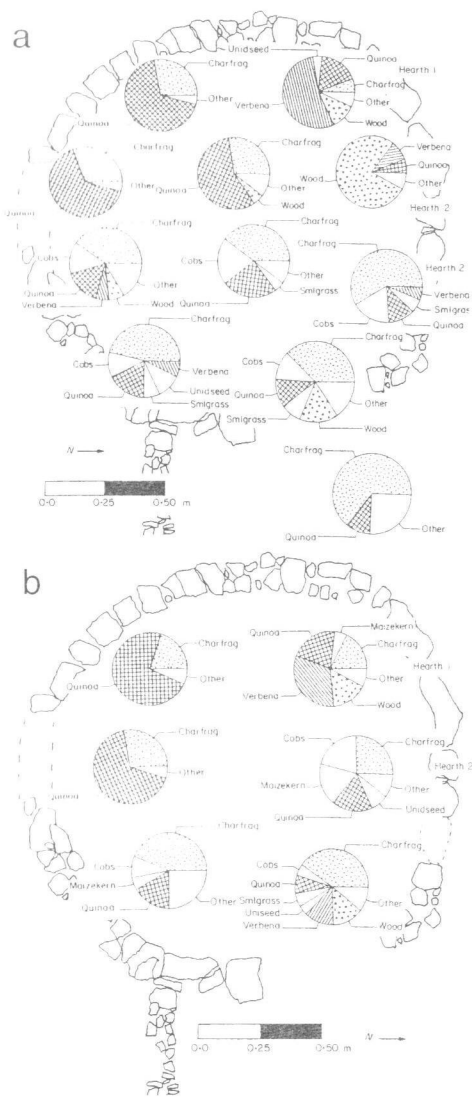 a
Unidseed
Quinoa
Charfrag
Hearth 1
Charfrag
Other
Verbena
Other
Wood
Quinoa
Charfrag
Charfrag
Verbena
Quinoa
Other
Quinoa
Other
Wood
Wood
Other
Quinoa
Hearth 2
Charfrag
Charfrag
Charfrag
Cobs
Cobs
Hearth 2
Other
Other
Verbena
Quinoa
Smlgrass
Smlgrass
Verbena
Wood
Quinoa
Cobs
Quinoa
Charfrag
Charfrag
Cobs
Cobs
Verbena
Quinoa
Unidseed
Quinoa
Other
Smlgrass
Smlgrass
Wood
N
Charfrag
0·0 0·25 0·50 m
Other
Quinoa
b
Quinoa
Maizekern
Charfrag
Charfrag
Hearth 1
Other
Other
Quinoa
Verbena
Wood
Charfrag
Cobs
Charfrag
Hearth 2
Other
Quinoa
Maizekern
Other
Unidseed
Quinoa
Charfrag
Charfrag
Cobs
Cobs
Maizekern
Quinoa
Smlgrass
Other
Quinoa
Other
Uniseed
Wood
Verbena
0·0 0·25 0·50 m
N